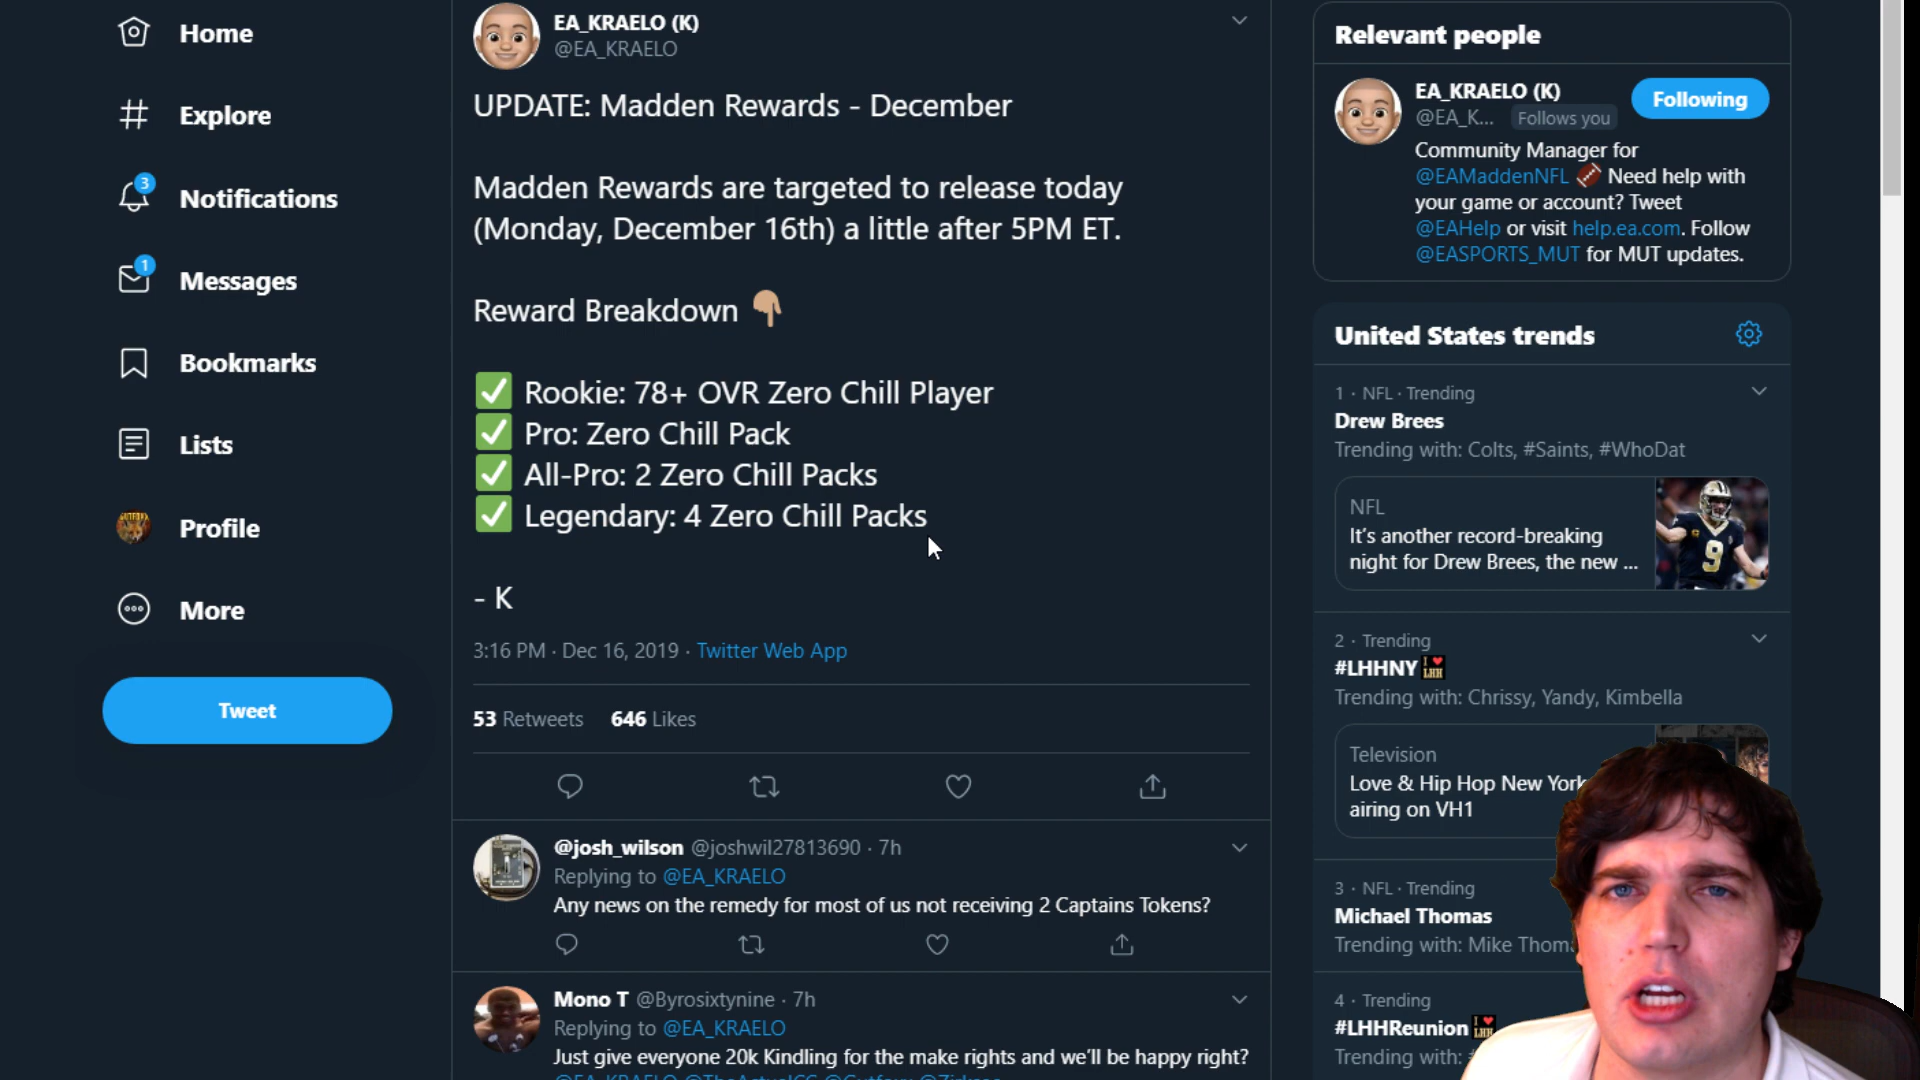 Home
Explore
3
Notifications
1
Messages
Bookmarks
Lists
Profile
More
Tweet
EA_KRAELO (K)
@EA_KRAELO
UPDATE: Madden Rewards - December
Madden Rewards are targeted to release today
(Monday, December 16th) a little after 5PM ET.
Reward Breakdown
Rookie: 78+ OVR Zero Chill Player
Pro: Zero Chill Pack
All-Pro: 2 Zero Chill Packs
Legendary: 4 Zero Chill Packs
- K
3:16 PM · Dec 16, 2019 · Twitter Web App
53 Retweets 646 Likes
@josh_wilson @joshwil27813690 · 7h
Replying to @EA_KRAELO
Any news on the remedy for most of us not receiving 2 Captains Tokens?
Mono T @Byrosixtynine · 7h
Replying to @EA_KRAELO
Just give everyone 20k Kindling for the make rights and we'll be happy right?
Relevant people
EA_KRAELO (K)
@EA_K... Follows you
Following
Community Manager for
@EAMaddenNFL Need help with
your game or account? Tweet
@EAHelp or visit help.ea.com. Follow
@EASPORTS_MUT for MUT updates.
United States trends
1 · NFL · Trending
Drew Brees
Trending with: Colts, #Saints, #WhoDat
NFL
It's another record-breaking
night for Drew Brees, the new ...
9
2 · Trending
#LHHNY
Trending with: Chrissy, Yandy, Kimbella
Television
Love & Hip Hop New York
airing on VH1
3 · NFL · Trending
Michael Thomas
Trending with: Mike Thom
4 · Trending
#LHHReunion
Trending with: